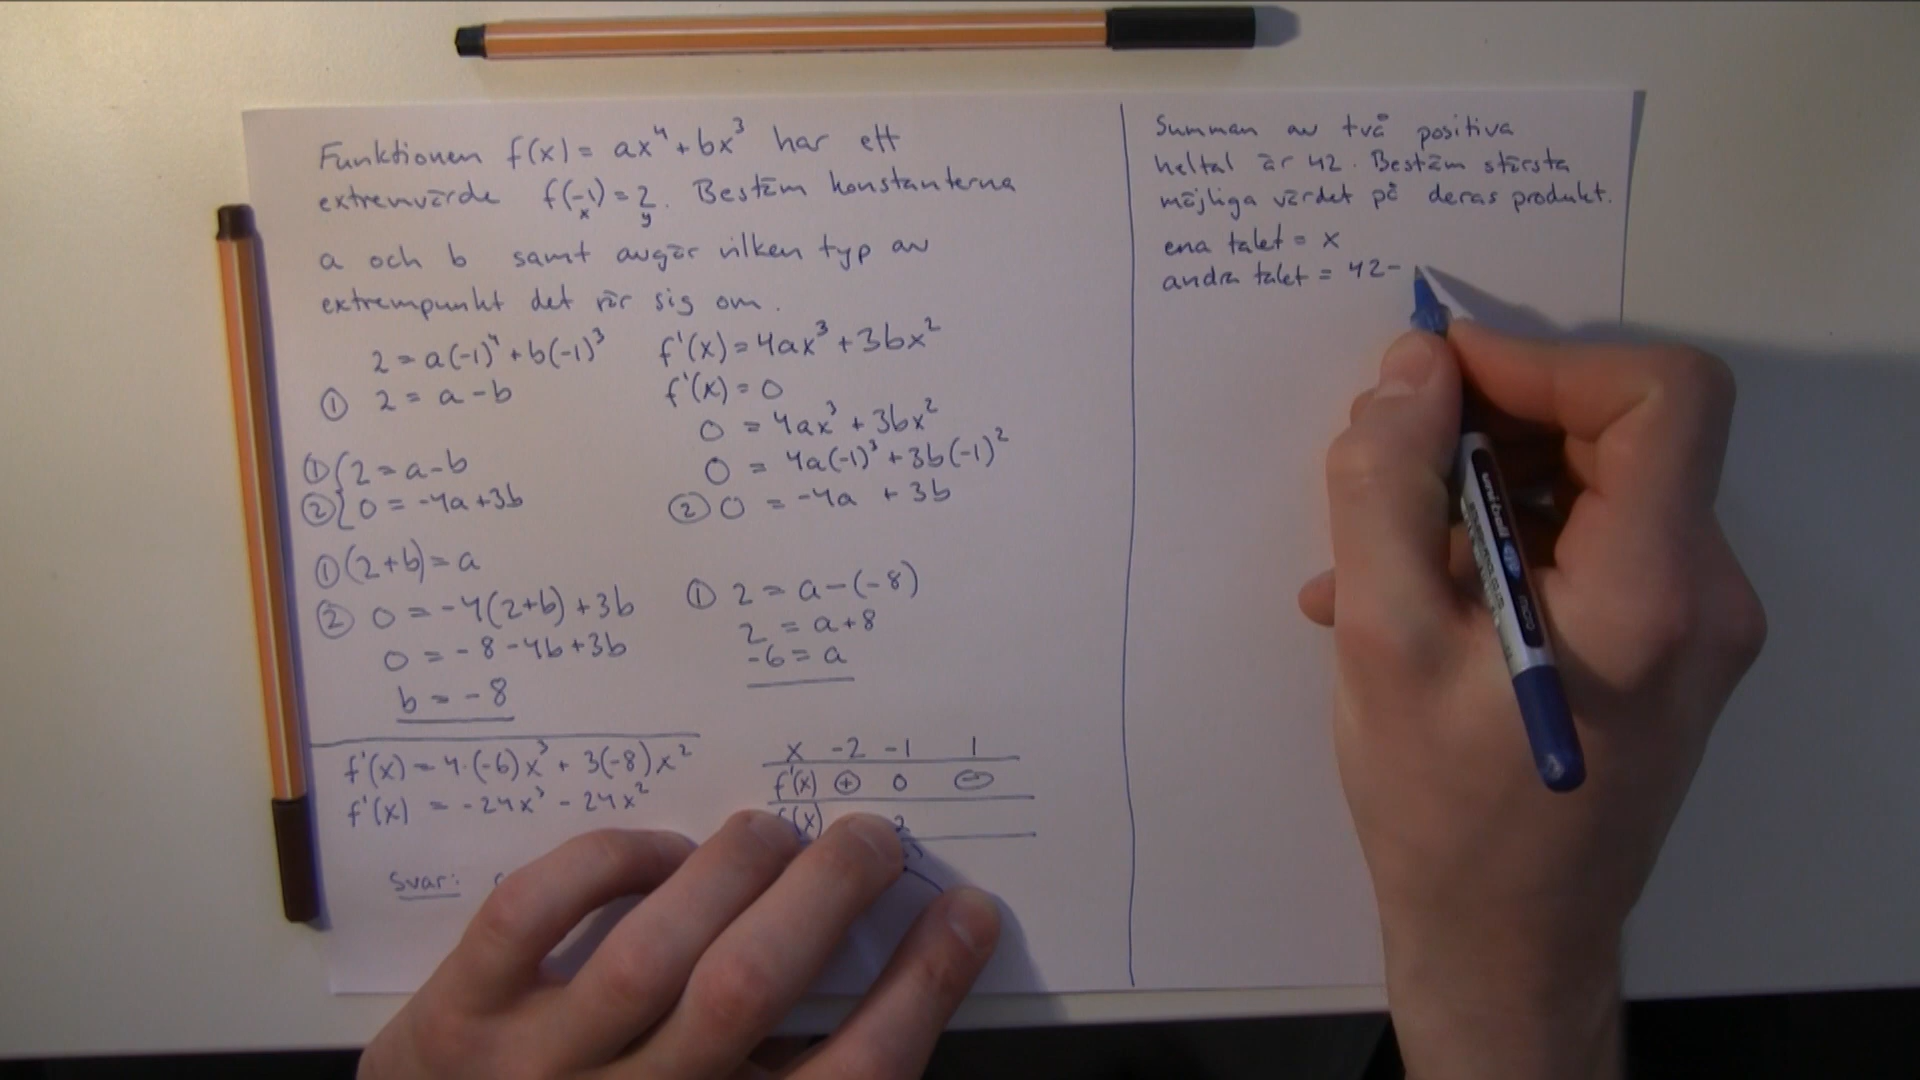 Funktionen f(x) = ax⁴ + bx³ har ett
extremvärde f(-1) = 2. Bestäm konstanterna
x y
a och b samt avgör vilken typ av
extrempunkt det rör sig om.
2 = a(-1)⁴ + b(-1)³
① 2 = a - b
f'(x) = 4ax³ + 3bx²
f'(x) = 0
0 = 4ax³ + 3bx²
0 = 4a(-1)³ + 3b(-1)²
② 0 = -4a + 3b
① { 2 = a - b
② { 0 = -4a + 3b
① (2+b) = a
② 0 = -4(2+b) + 3b
0 = -8 - 4b + 3b
b = -8
① 2 = a - (-8)
2 = a + 8
-6 = a
f'(x) = 4·(-6)x³ + 3(-8)x²
f'(x) = -24x³ - 24x²
x -2 -1 1
f'(x) ⊕ 0 ⊖
f(x) 2
Svar:
Summan av två positiva
heltal är 42. Bestäm största
möjliga värdet på deras produkt.
ena talet = x
andra talet = 42 -
uni-ball
micro